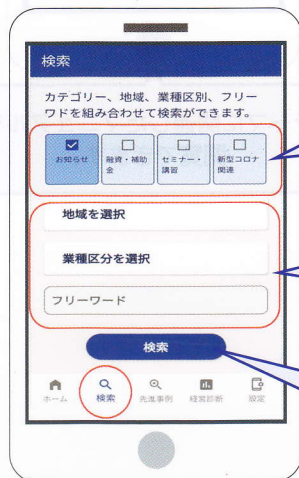 検索
カテゴリー、地域、業種区別、フリー
ワドを組み合わせて検索ができます。
お知らせ
融資・補助
金
セミナー・
講習
新型コロナ
関連
地域を選択
業種区分を選択
フリーワード
検索
ホーム
検索
先進事例
経営診断
設定